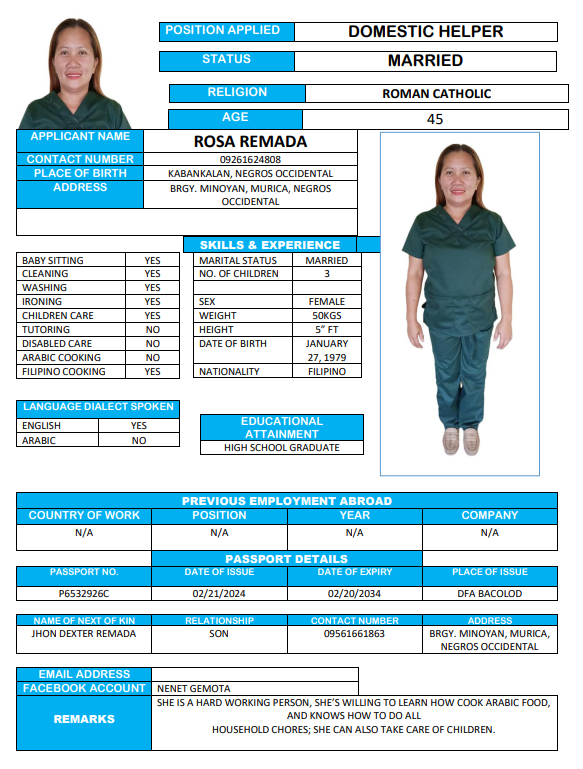 POSITION APPLIED DOMESTIC HELPER
STATUS MARRIED
RELIGION ROMAN CATHOLIC
AGE 45
APPLICANT NAME ROSA REMADA
CONTACT NUMBER 09261624808
PLACE OF BIRTH KABANKALAN, NEGROS OCCIDENTAL
ADDRESS BRGY. MINOYAN, MURICA, NEGROS
OCCIDENTAL
SKILLS & EXPERIENCE
BABY SITTING YES
CLEANING YES
WASHING YES
IRONING YES
CHILDREN CARE YES
TUTORING NO
DISABLED CARE NO
ARABIC COOKING NO
FILIPINO COOKING YES
MARITAL STATUS MARRIED
NO. OF CHILDREN 3
SEX FEMALE
WEIGHT 50KGS
HEIGHT 5” FT
DATE OF BIRTH JANUARY
27, 1979
NATIONALITY FILIPINO
LANGUAGE DIALECT SPOKEN
ENGLISH YES
ARABIC NO
EDUCATIONAL
ATTAINMENT
HIGH SCHOOL GRADUATE
PREVIOUS EMPLOYMENT ABROAD
COUNTRY OF WORK POSITION YEAR COMPANY
N/A N/A N/A N/A
PASSPORT DETAILS
PASSPORT NO. DATE OF ISSUE DATE OF EXPIRY PLACE OF ISSUE
P6532926C 02/21/2024 02/20/2034 DFA BACOLOD
NAME OF NEXT OF KIN RELATIONSHIP CONTACT NUMBER ADDRESS
JHON DEXTER REMADA SON 09561661863 BRGY. MINOYAN, MURICA,
NEGROS OCCIDENTAL
EMAIL ADDRESS
FACEBOOK ACCOUNT NENET GEMOTA
REMARKS SHE IS A HARD WORKING PERSON, SHE’S WILLING TO LEARN HOW COOK ARABIC FOOD,
AND KNOWS HOW TO DO ALL
HOUSEHOLD CHORES; SHE CAN ALSO TAKE CARE OF CHILDREN.